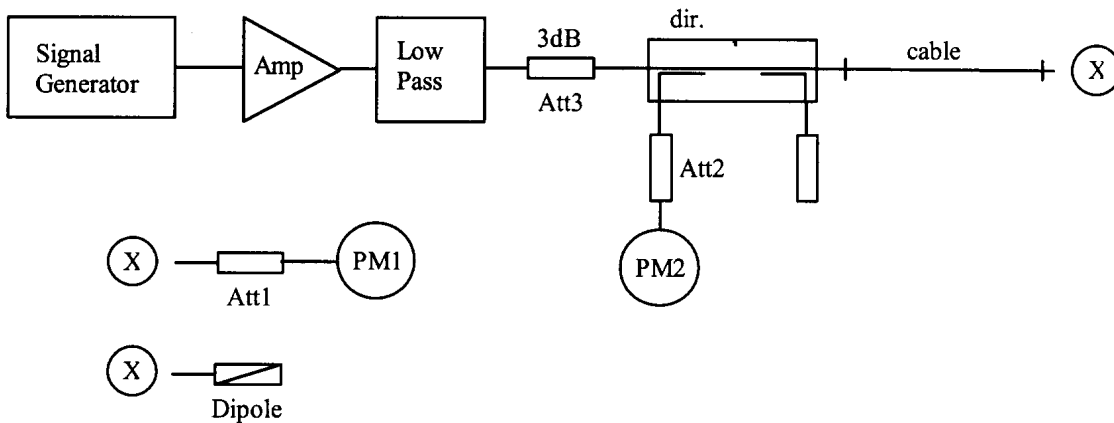 dir.
Signal
Generator
Amp
Low
Pass
3dB
Att3
cable
X
Att2
PM2
X
Att1
PM1
X
Dipole